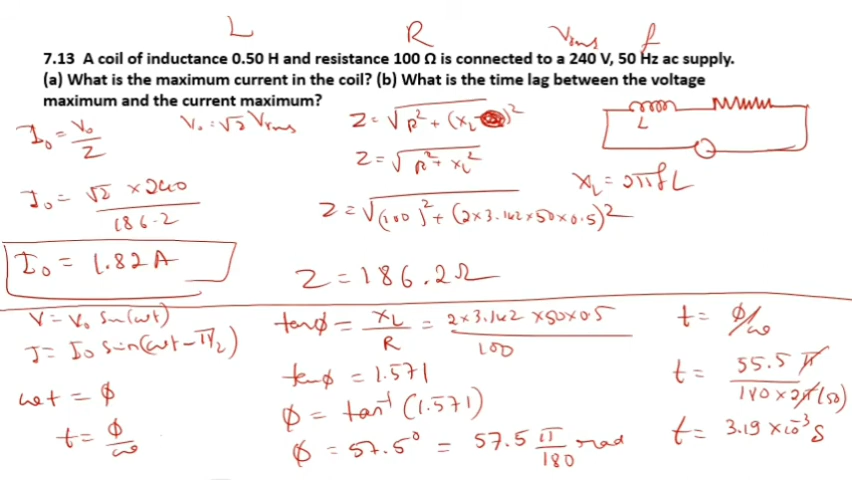 L R Vrms f
7.13 A coil of inductance 0.50 H and resistance 100 Ω is connected to a 240 V, 50 Hz ac supply.
(a) What is the maximum current in the coil? (b) What is the time lag between the voltage
maximum and the current maximum?
I₀ = V₀/Z
V₀ = √2 Vrms
I₀ = √2 × 240 / 186.2
I₀ = 1.82 A
Z = √(R² + (XL - )²)
Z = √(R² + XL²)
Z = √((100)² + (2×3.142×50×0.5)²)
Z = 186.2 Ω
L
XL = 2πfL
V = V₀ sin(ωt)
I = I₀ sin(ωt - π/2)
ωt = ϕ
t = ϕ/ω
tanϕ = XL/R = 2×3.142×50×0.5 / 100
tanϕ = 1.571
ϕ = tan⁻¹(1.571)
ϕ = 57.5° = 57.5 π/180 rad
t = ϕ/ω
t = 55.5 π / 180 × 2π(50)
t = 3.19 × 10⁻³ s